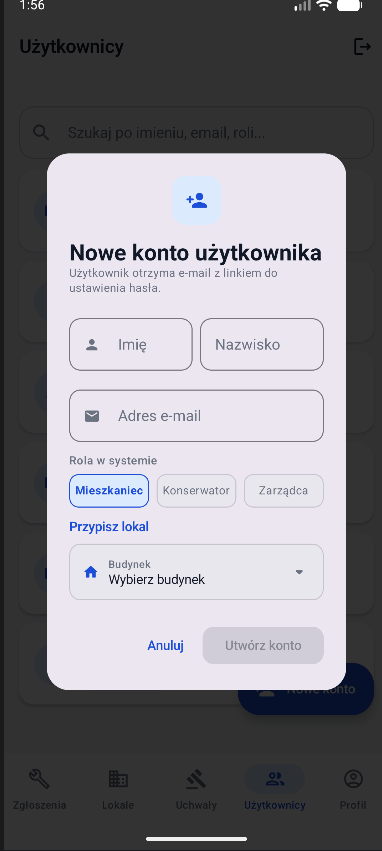 1:56
Użytkownicy
Szukaj po imieniu, email, roli...
Nowe konto użytkownika
Użytkownik otrzyma e-mail z linkiem do
ustawienia hasła.
Imię
Nazwisko
Adres e-mail
Rola w systemie
Mieszkaniec
Konserwator
Zarządca
Przypisz lokal
Budynek
Wybierz budynek
Anuluj
Utwórz konto
Nowe konto
Zgłoszenia
Lokale
Uchwały
Użytkownicy
Profil